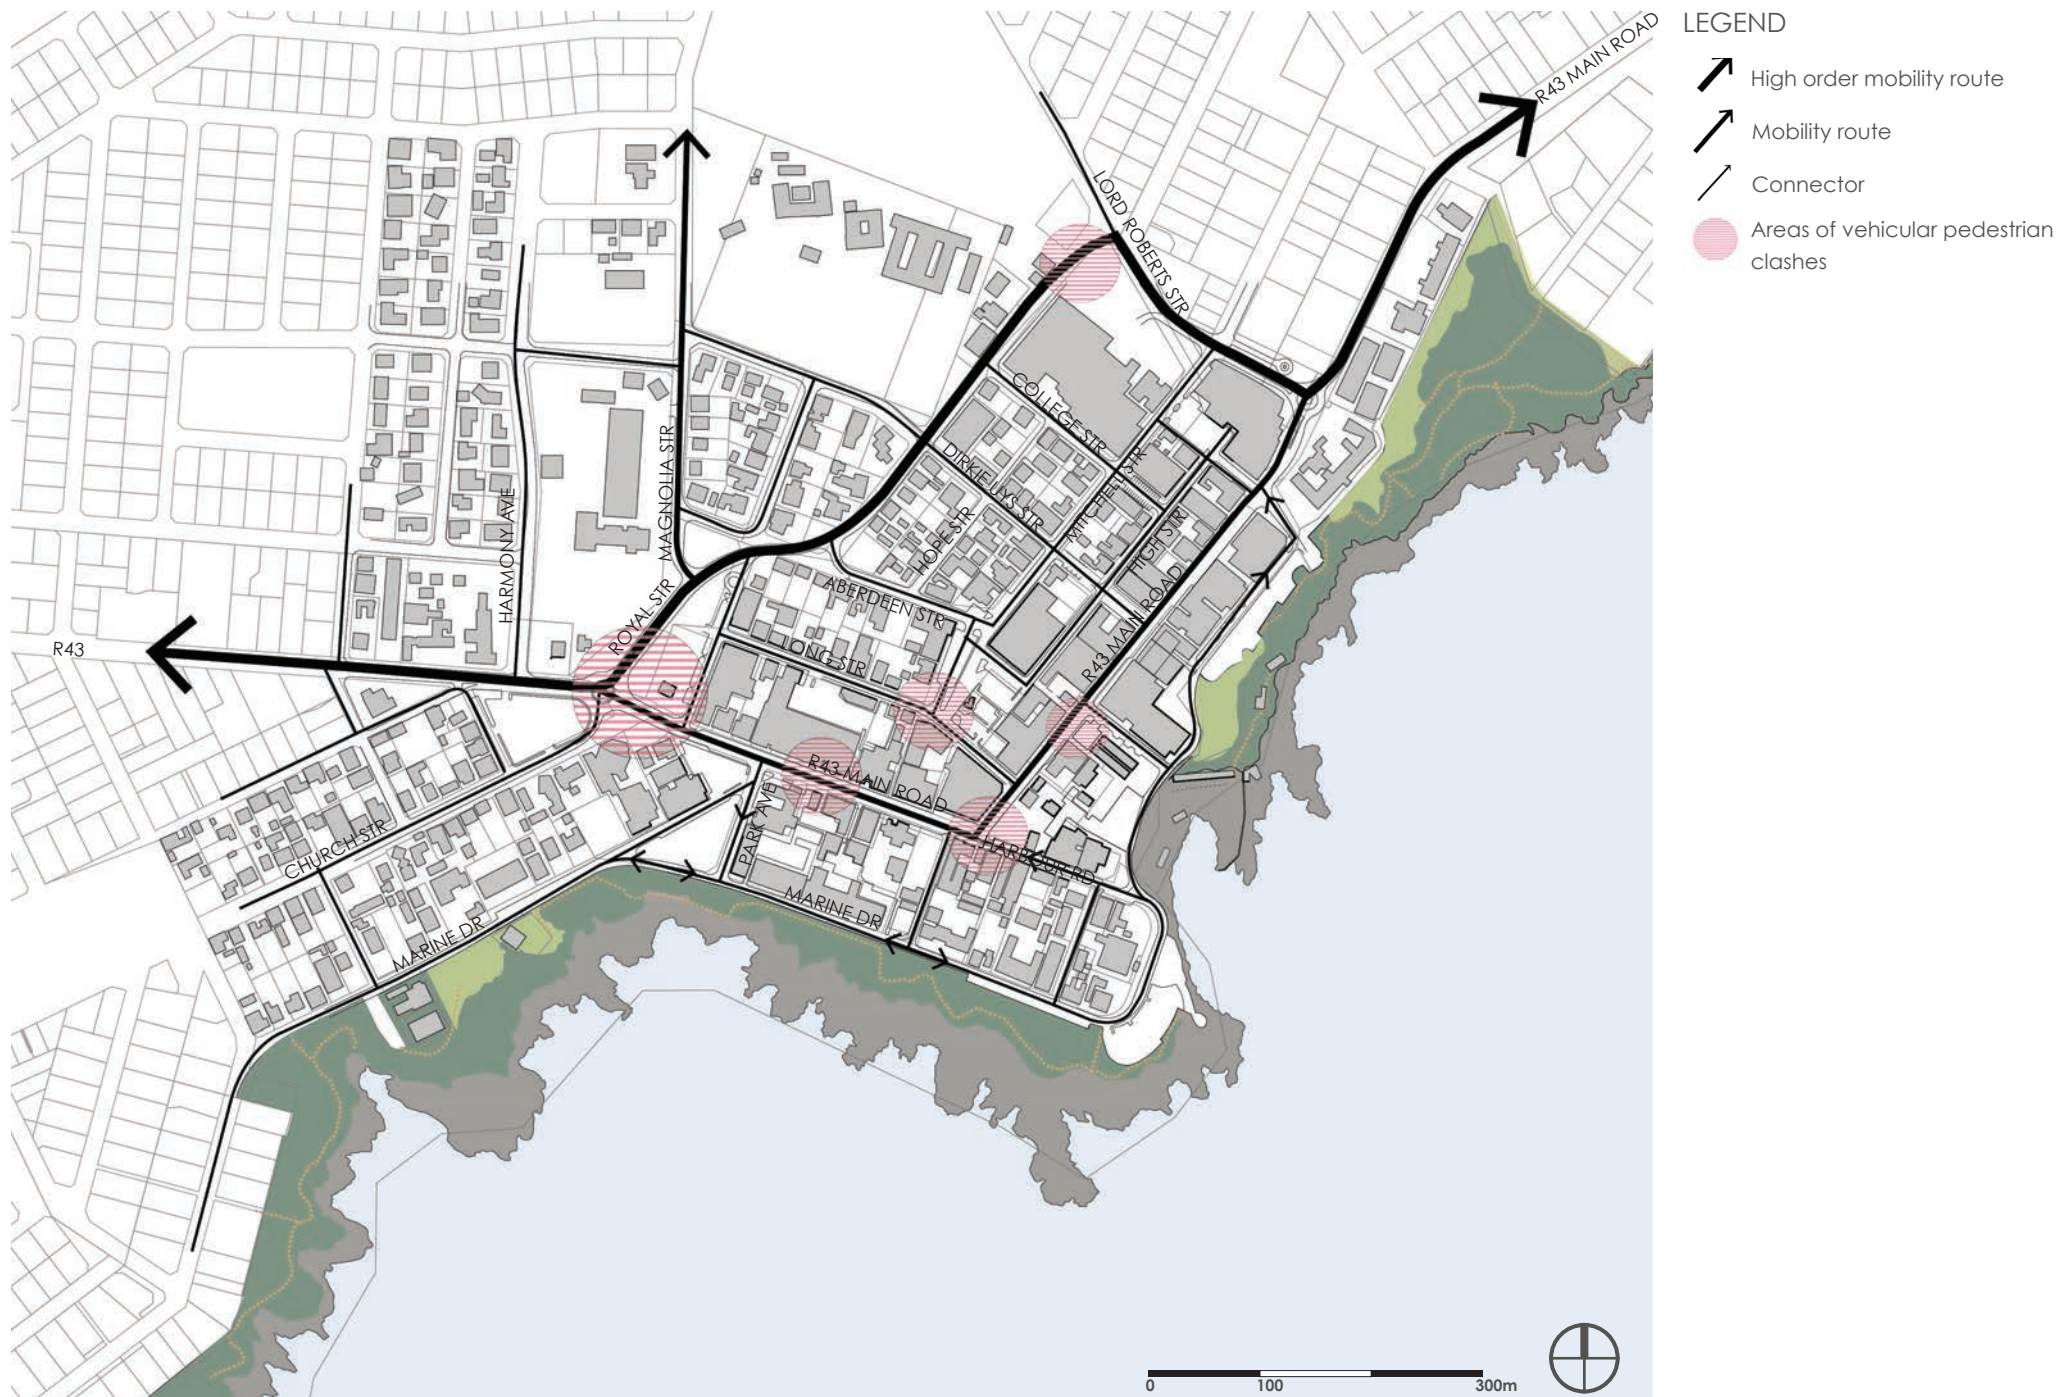 LEGEND
High order mobility route
Mobility route
Connector
Areas of vehicular pedestrian
clashes
R43 MAIN ROAD
LORD ROBERTS STR
COLLEGE STR
DIRKIE UYS STR
MITCHELL STR
HIGH STR
HOPE STR
MAGNOLIA STR
HARMONY AVE
ROYAL STR
ABERDEEN STR
LONG STR
R43 MAIN ROAD
R43
R43 MAIN ROAD
PARK AVE
HARBOUR RD
CHURCH STR
MARINE DR
MARINE DR
0
100
300m